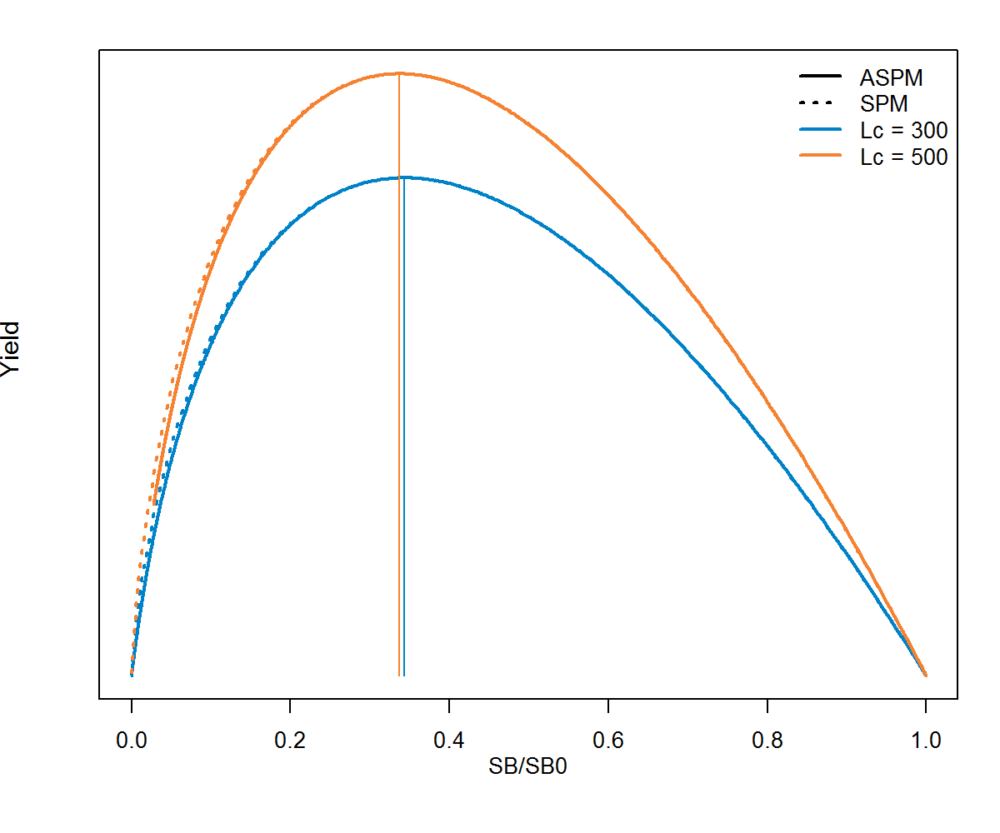 Yield
ASPM
SPM
Lc = 300
Lc = 500
0.0 0.2 0.4 0.6 0.8 1.0
SB/SB0